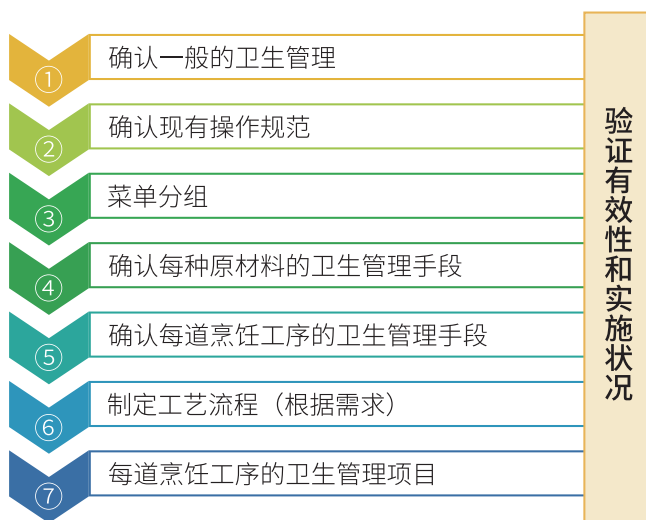 ① 确认一般的卫生管理
② 确认现有操作规范
③ 菜单分组
④ 确认每种原材料的卫生管理手段
⑤ 确认每道烹饪工序的卫生管理手段
⑥ 制定工艺流程（根据需求）
⑦ 每道烹饪工序的卫生管理项目
验证有效性和实施状况